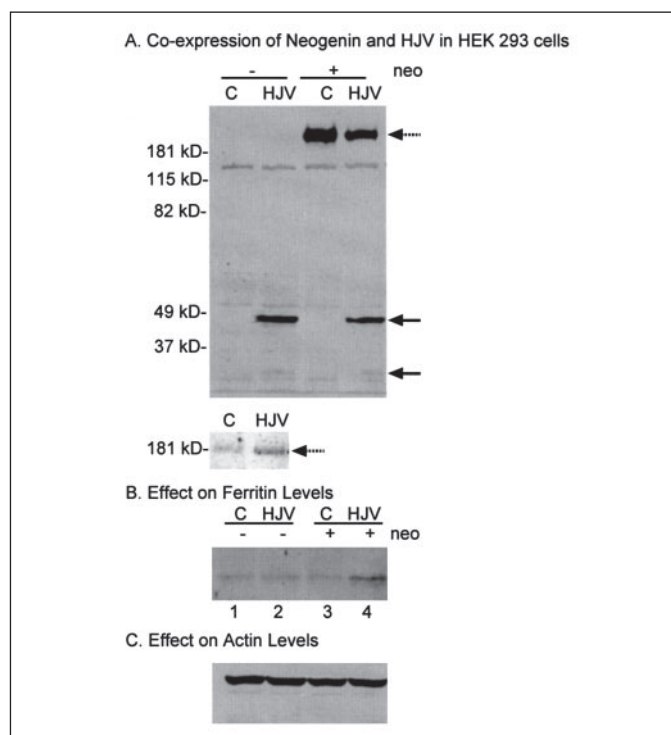 A. Co-expression of Neogenin and HJV in HEK 293 cells
- + neo
C HJV C HJV
181 kD-
115 kD-
82 kD-
49 kD-
37 kD-
C HJV
181 kD-
B. Effect on Ferritin Levels
C HJV C HJV
- - + + neo
1 2 3 4
C. Effect on Actin Levels